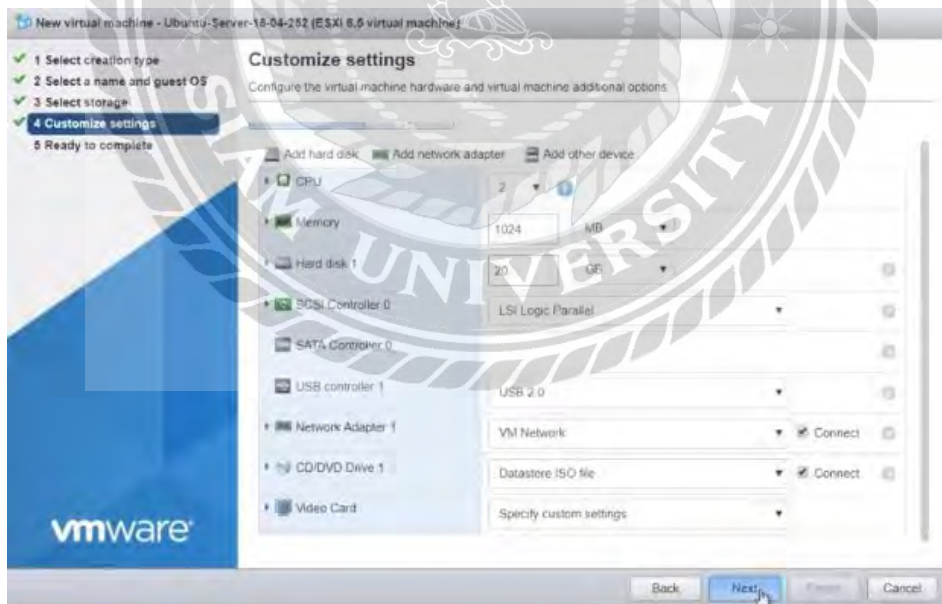 New virtual machine - Ubuntu-Server-18-04-252 (ESXi 6.5 virtual machine)
1 Select creation type
2 Select a name and guest OS
3 Select storage
4 Customize settings
5 Ready to complete
Customize settings
Configure the virtual machine hardware and virtual machine additional options
Add hard disk Add network adapter Add other device
CPU 2
Memory 1024 MB
Hard disk 1 20 GB
SCSI Controller 0 LSI Logic Parallel
SATA Controller 0
USB controller 1 USB 2.0
Network Adapter 1 VM Network Connect
CD/DVD Drive 1 Datastore ISO file Connect
Video Card Specify custom settings
SIAM UNIVERSITY
vmware
Back Next Finish Cancel